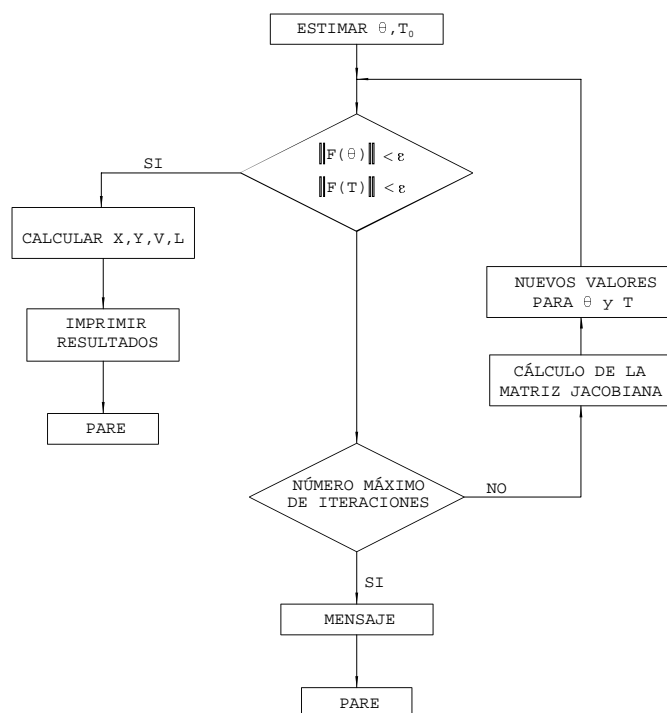 ESTIMAR θ,T₀
‖F(θ)‖ < ε
‖F(T)‖ < ε
SI
CALCULAR X,Y,V,L
IMPRIMIR
RESULTADOS
PARE
NUEVOS VALORES
PARA θ y T
CÁLCULO DE LA
MATRIZ JACOBIANA
NÚMERO MÁXIMO
DE ITERACIONES
NO
SI
MENSAJE
PARE